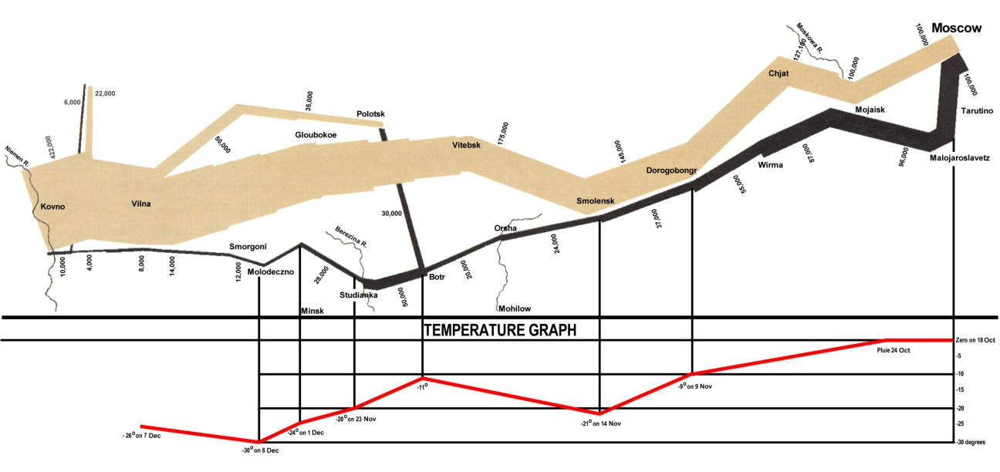 Moscow
100,000
Moskowa R.
127,100
100,000
Chjat
100,000
Mojaisk
Tarutino
22,000
6,000
35,000
Polotsk
Gloubokoe
50,000
175,000
Vitebsk
145,000
422,000
Niemen R.
Dorogobongr
Wirma
87,000
96,000
Malojaroslavetz
55,000
Kovno
Vilna
Smolensk
37,000
30,000
Orsha
24,000
Berezina R.
Smorgoni
10,000
4,000
8,000
14,000
12,000
Molodeczno
28,000
20,000
Botr
Studianka
50,000
Minsk
Mohilow
TEMPERATURE GRAPH
Zero on 18 Oct
Pluie 24 Oct
-5
-10
-9° on 9 Nov
-11°
-15
-20
-20° on 23 Nov
-21° on 14 Nov
-25
-24° on 1 Dec
-26° on 7 Dec
-30 degrees
-30° on 6 Dec